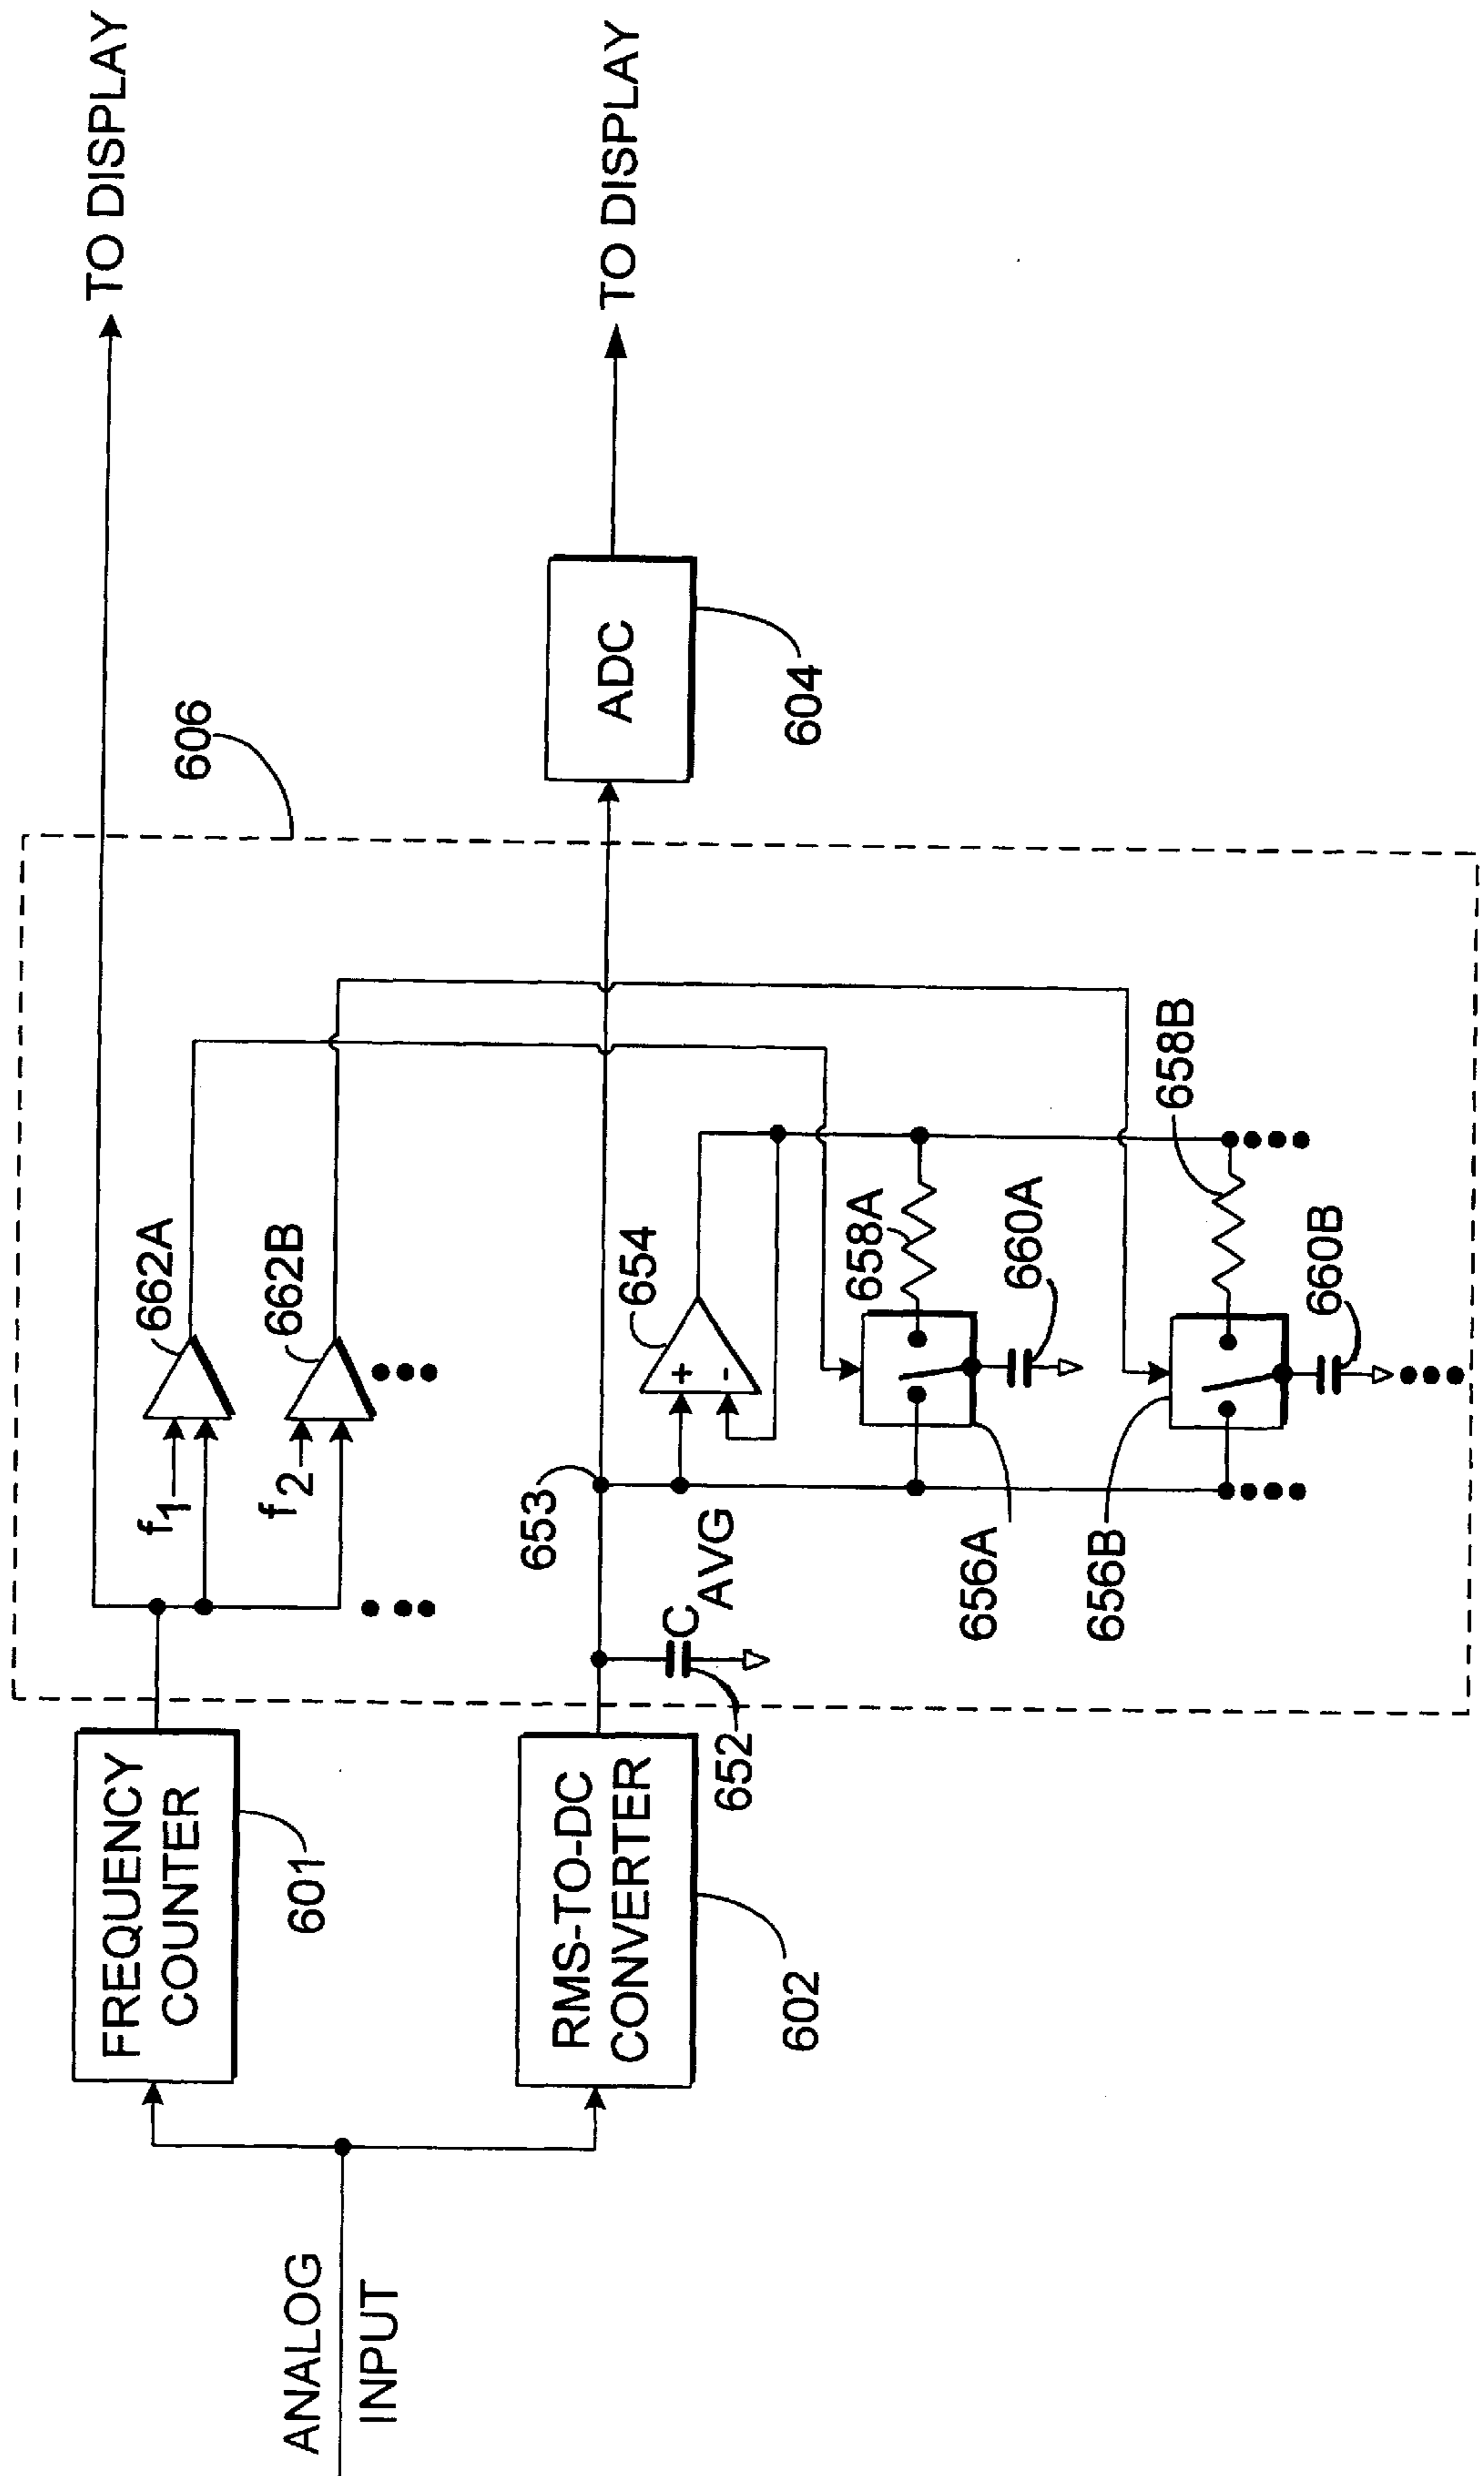 ANALOG
INPUT
FREQUENCY
COUNTER
601
RMS-TO-DC
CONVERTER
602
606
f1
662A
f2
662B
TO DISPLAY
652
CAVG
653
654
+
-
656A
658A
660A
656B
658B
660B
ADC
604
TO DISPLAY